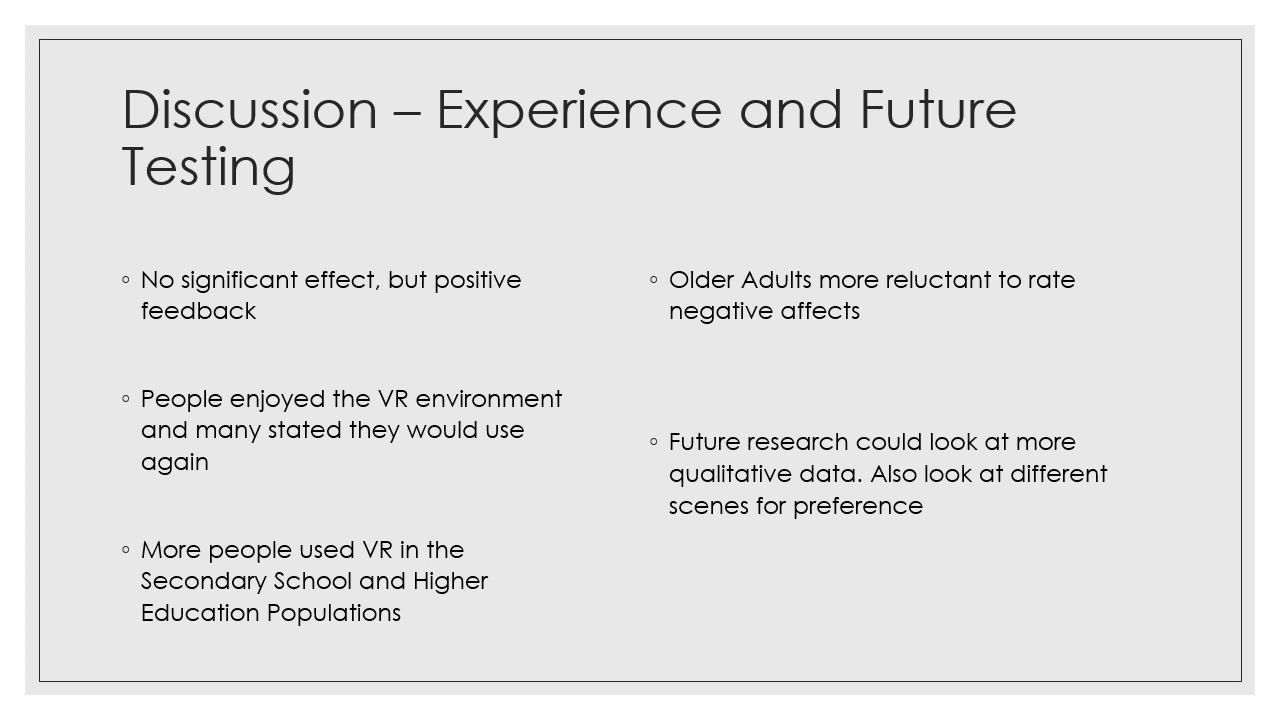 Discussion – Experience and Future
Testing
◦ No significant effect, but positive
feedback
◦ People enjoyed the VR environment
and many stated they would use
again
◦ More people used VR in the
Secondary School and Higher
Education Populations
◦ Older Adults more reluctant to rate
negative affects
◦ Future research could look at more
qualitative data. Also look at different
scenes for preference